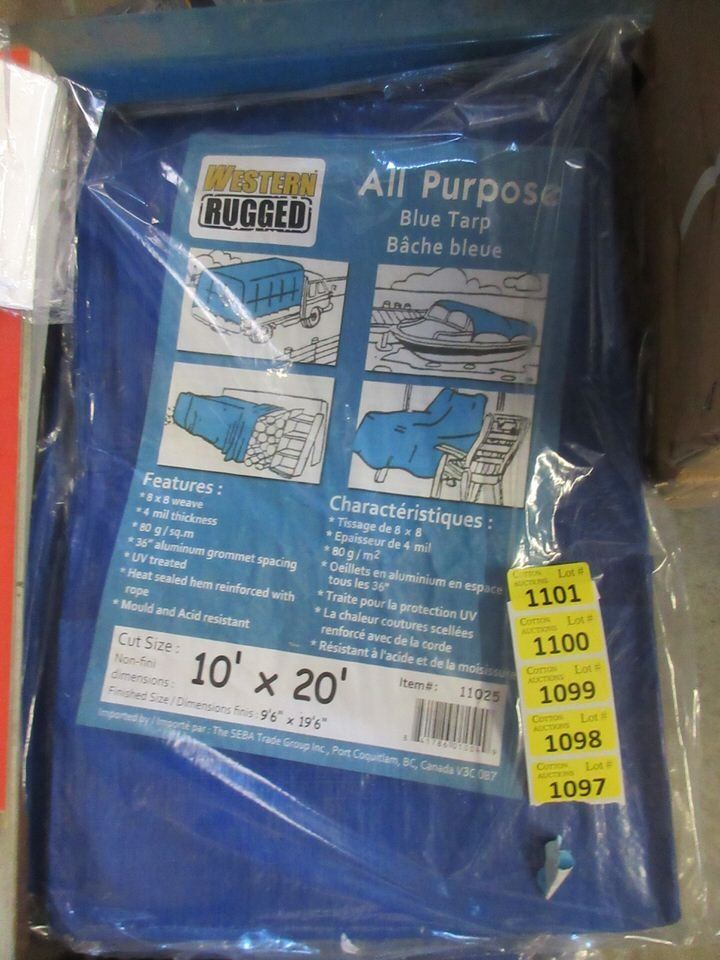 WESTERN
RUGGED
All Purpose
Blue Tarp
Bâche bleue
Features :
* 8 x 8 weave
* 4 mil thickness
* 80 g / sq.m
* 36" aluminum grommet spacing
* UV treated
* Heat sealed hem reinforced with
rope
* Mould and Acid resistant
Charactéristiques :
* Tissage de 8 x 8
* Epaisseur de 4 mil
* 80 g / m²
* Oeillets en aluminium en espace
tous les 36"
* Traite pour la protection UV
* La chaleur coutures scellées
renforcé avec de la corde
* Résistant à l'acide et de la moisissure
Cut Size :
Non-fini
dimensions :
10' x 20'
Item#: 11025
Finished Size / Dimensions finis : 9'6" x 19'6"
Imported by / Importé par : The SEBA Trade Group Inc., Port Coquitlam, BC, Canada V3C 0B7
COTTON AUCTIONS Lot #
1101
COTTON AUCTIONS Lot #
1100
COTTON AUCTIONS Lot #
1099
COTTON AUCTIONS Lot #
1098
COTTON AUCTIONS Lot #
1097